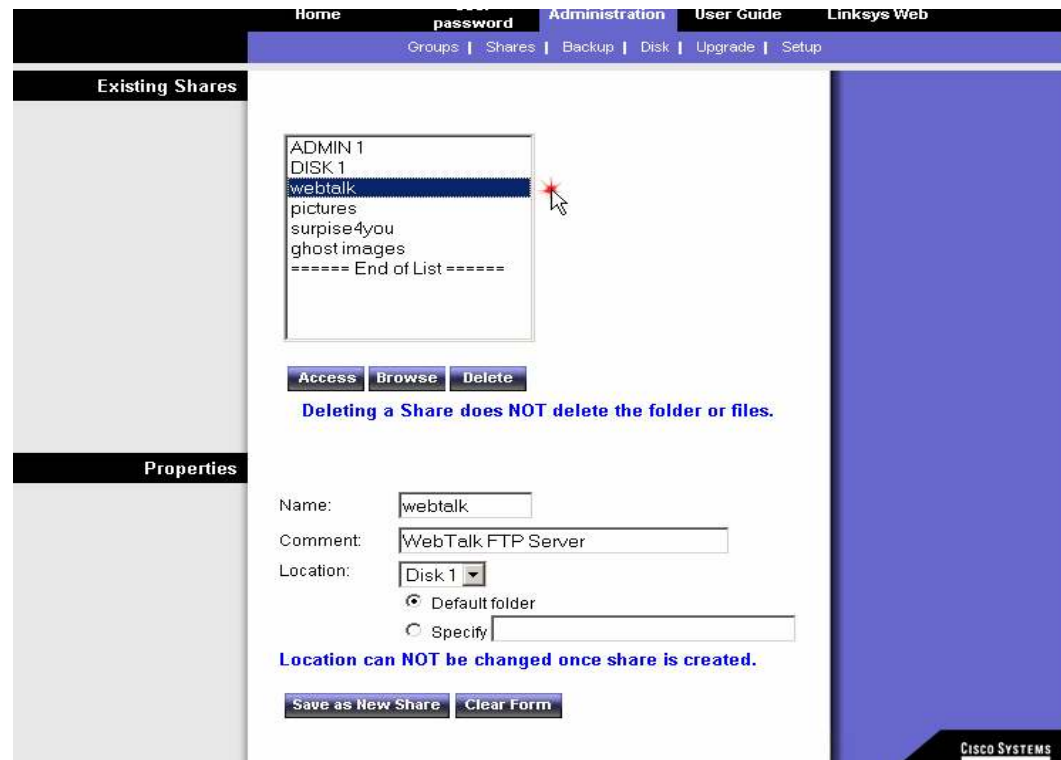 Home
password
Administration
User Guide
Linksys Web
Groups | Shares | Backup | Disk | Upgrade | Setup
Existing Shares
ADMIN 1
DISK 1
webtalk
pictures
surpise4you
ghost images
====== End of List ======
Access
Browse
Delete
Deleting a Share does NOT delete the folder or files.
Properties
Name: webtalk
Comment: WebTalk FTP Server
Location: Disk 1
Default folder
Specify
Location can NOT be changed once share is created.
Save as New Share
Clear Form
CISCO SYSTEMS